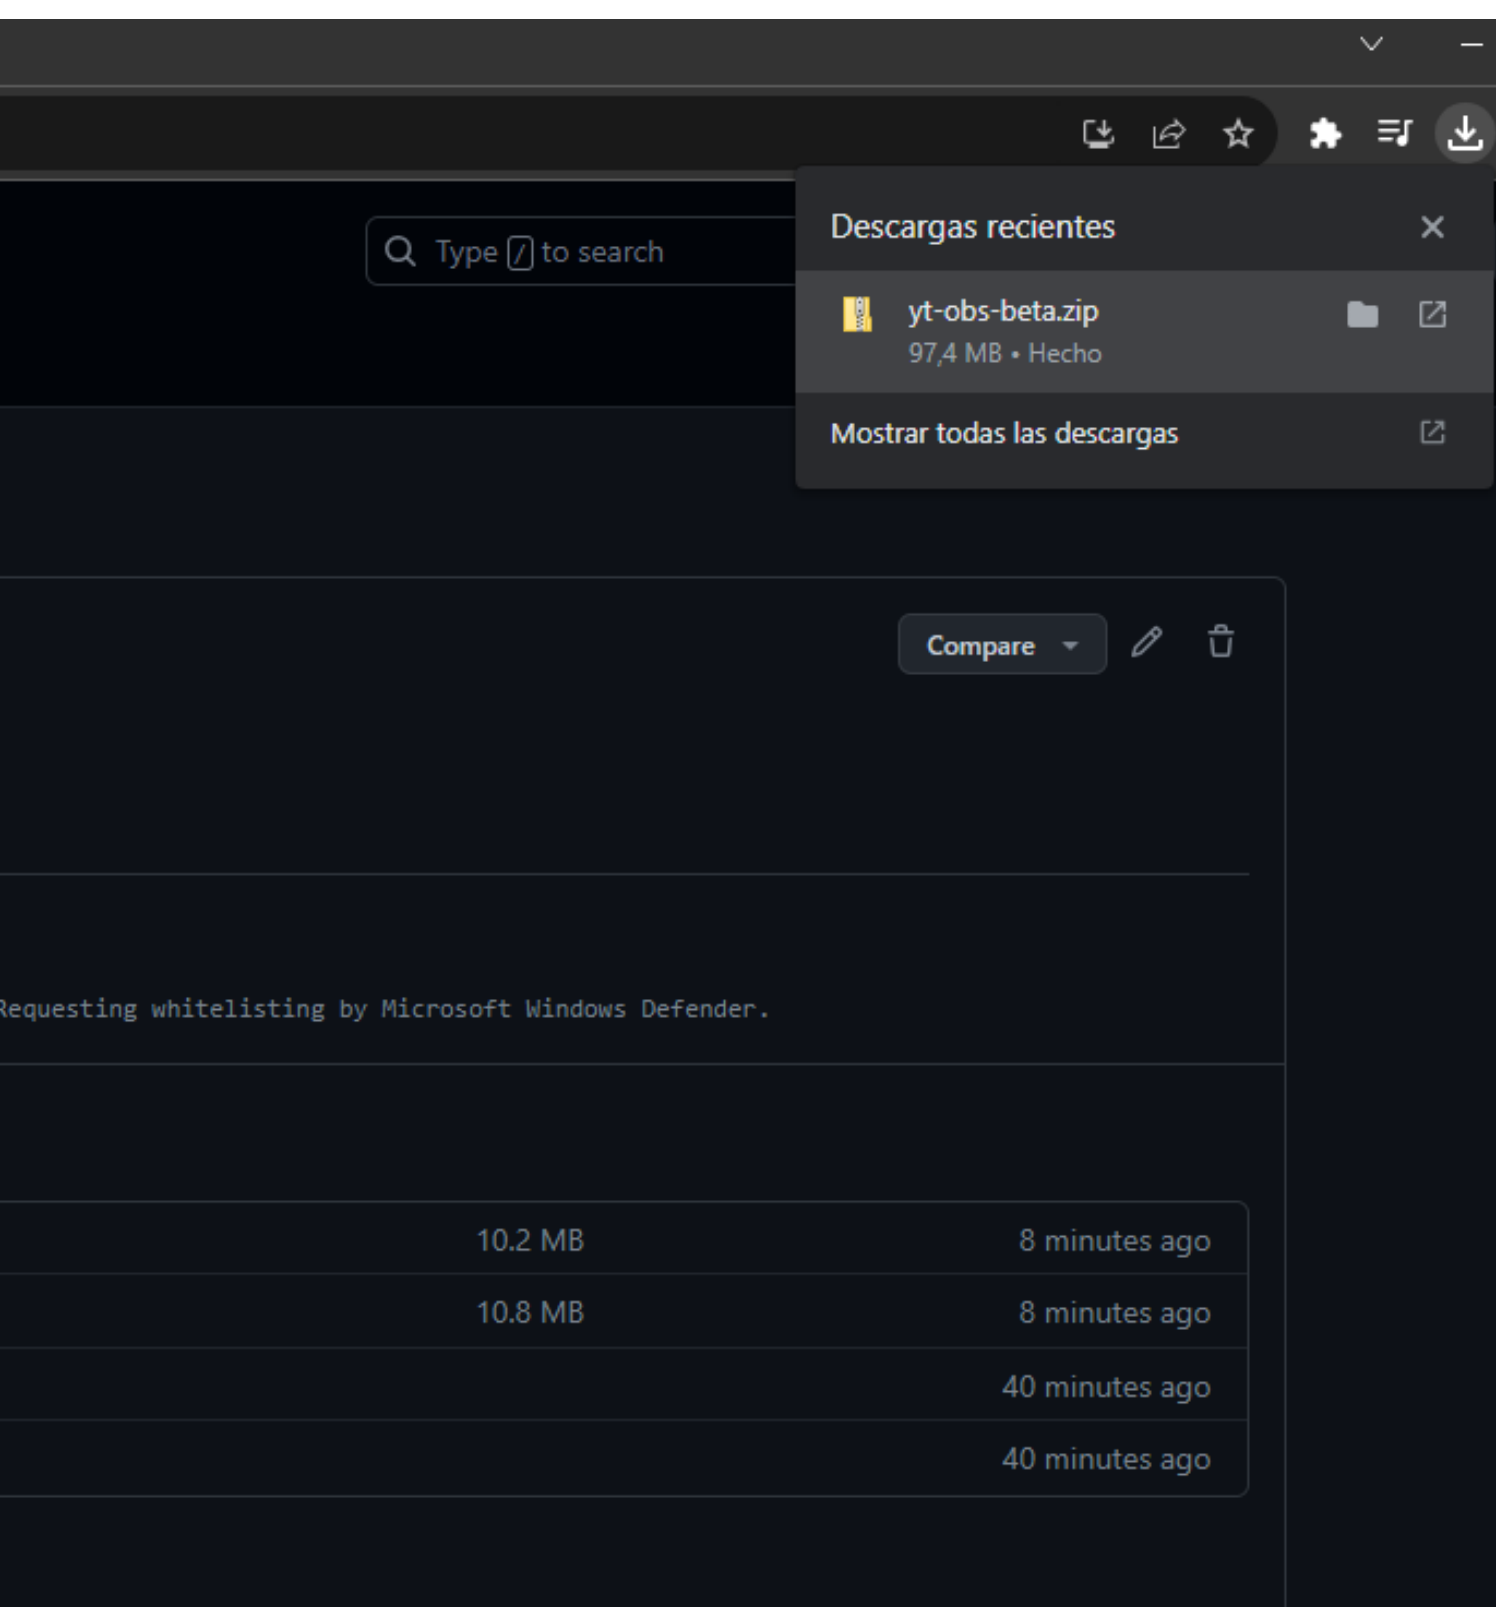 Type / to search
Descargas recientes
yt-obs-beta.zip
97,4 MB • Hecho
Mostrar todas las descargas
Compare
Requesting whitelisting by Microsoft Windows Defender.
10.2 MB 8 minutes ago
10.8 MB 8 minutes ago
40 minutes ago
40 minutes ago